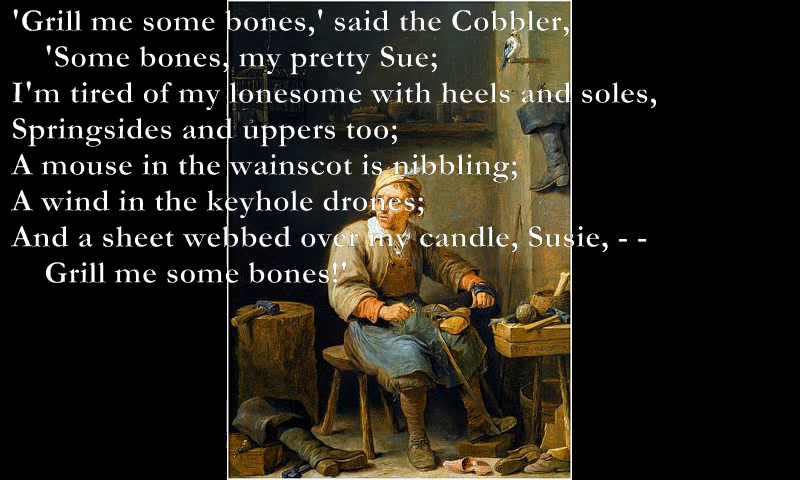 'Grill me some bones,' said the Cobbler,
'Some bones, my pretty Sue;
I'm tired of my lonesome with heels and soles,
Springsides and uppers too;
A mouse in the wainscot is nibbling;
A wind in the keyhole drones;
And a sheet webbed over my candle, Susie, - -
Grill me some bones!'